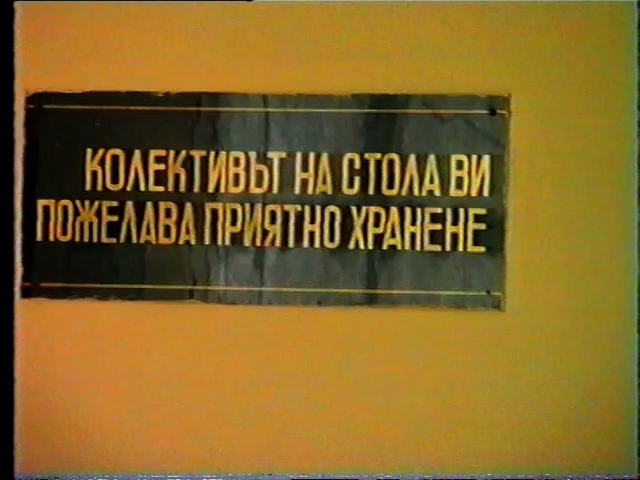 КОЛЕКТИВЪТ НА СТОЛА ВИ
ПОЖЕЛАВА ПРИЯТНО ХРАНЕНЕ